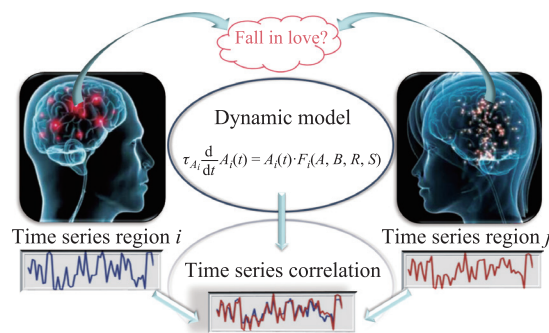 Fall in love?
Dynamic model
τ_{A_i} d/dt A_i(t) = A_i(t)·F_i(A, B, R, S)
Time series region i
Time series region j
Time series correlation